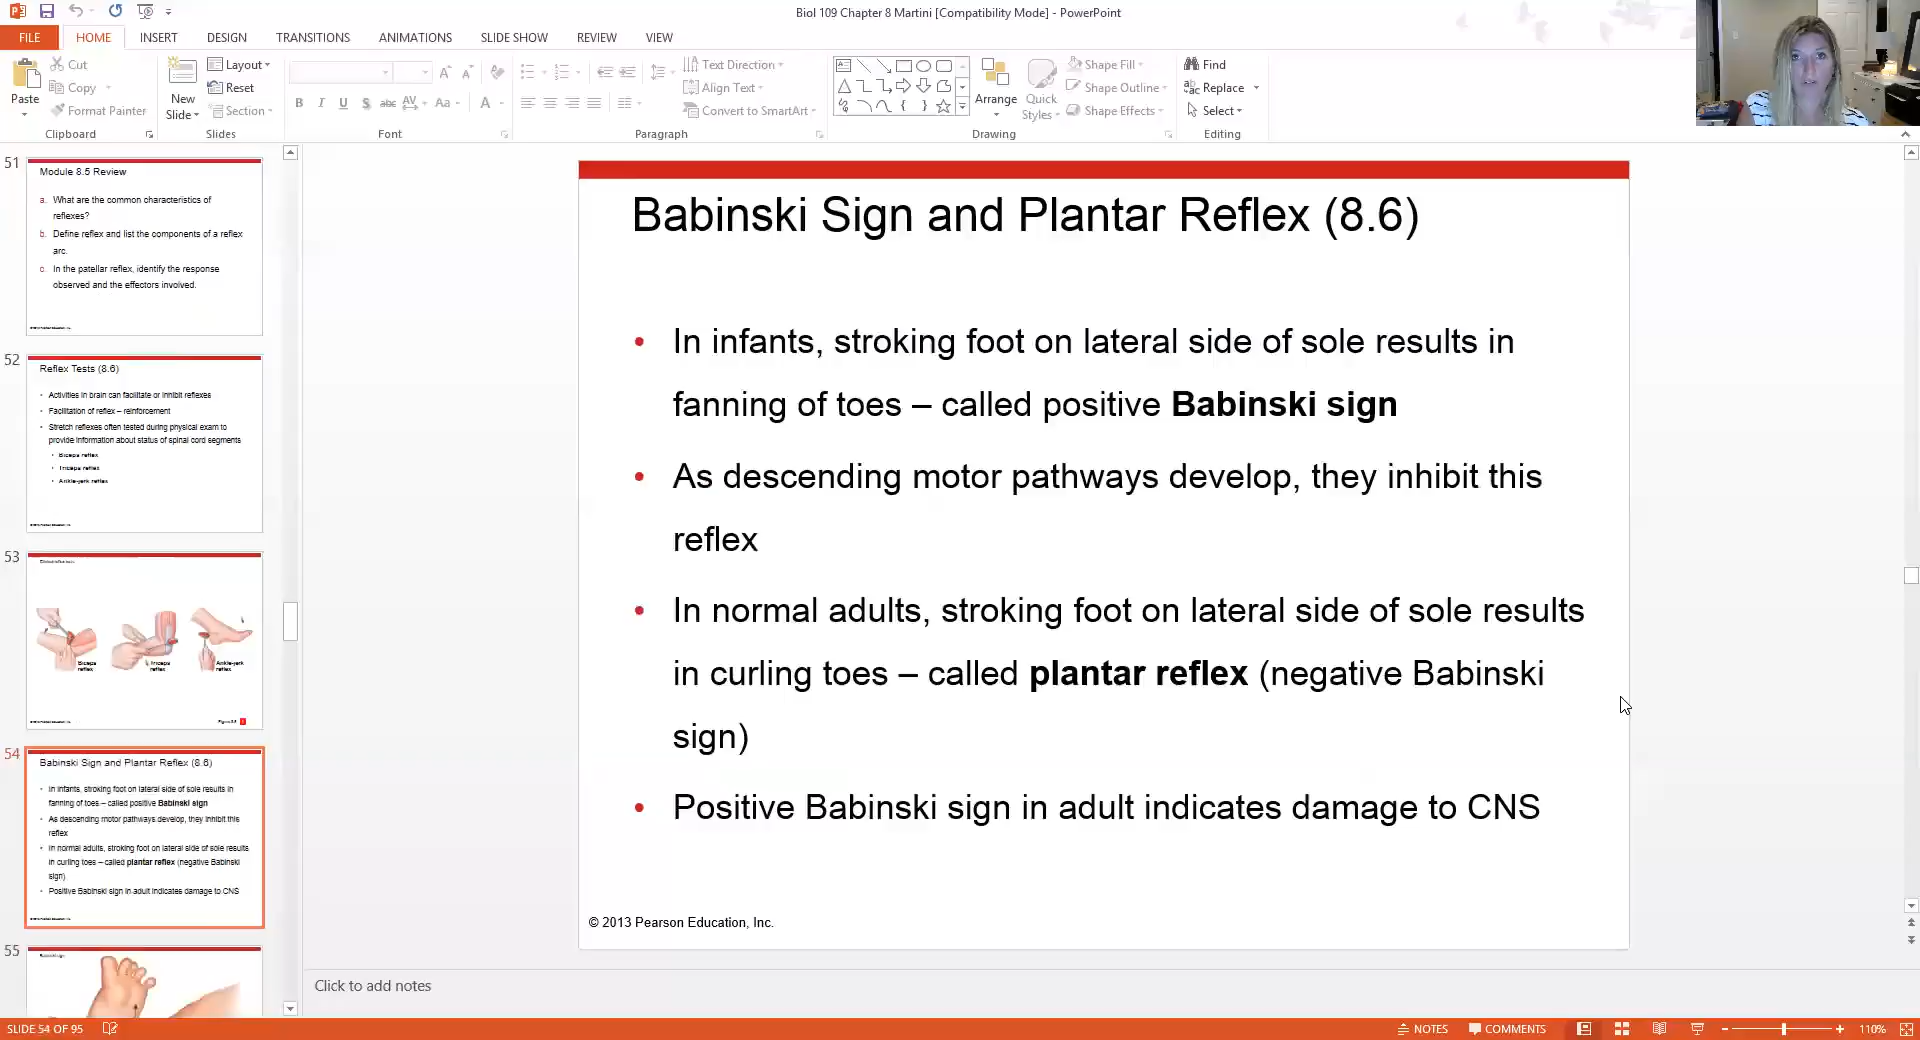 Biol 109 Chapter 8 Martini [Compatibility Mode] - PowerPoint
FILE HOME INSERT DESIGN TRANSITIONS ANIMATIONS SLIDE SHOW REVIEW VIEW
Paste
Cut
Copy
Format Painter
Clipboard
New
Slide
Layout
Reset
Section
Slides
B I U S abc AV Aa A
Font
Text Direction
Align Text
Convert to SmartArt
Paragraph
Arrange
Quick
Styles
Shape Fill
Shape Outline
Shape Effects
Drawing
Find
Replace
Select
Editing
51
Module 8.5 Review
a. What are the common characteristics of
reflexes?
b. Define reflex and list the components of a reflex
arc.
c. In the patellar reflex, identify the response
observed and the effectors involved.
52
Reflex Tests (8.6)
• Activities in brain can facilitate or inhibit reflexes
• Facilitation of reflex – reinforcement
• Stretch reflexes often tested during physical exam to
provide information about status of spinal cord segments
• Biceps reflex
• Triceps reflex
• Ankle-jerk reflex
53
Biceps
reflex
Triceps
reflex
Ankle-jerk
reflex
54
Babinski Sign and Plantar Reflex (8.6)
• In infants, stroking foot on lateral side of sole results in
fanning of toes – called positive Babinski sign
• As descending motor pathways develop, they inhibit this
reflex
• In normal adults, stroking foot on lateral side of sole results
in curling toes – called plantar reflex (negative Babinski
sign)
• Positive Babinski sign in adult indicates damage to CNS
55
Babinski Sign and Plantar Reflex (8.6)
• In infants, stroking foot on lateral side of sole results in
fanning of toes – called positive Babinski sign
• As descending motor pathways develop, they inhibit this
reflex
• In normal adults, stroking foot on lateral side of sole results
in curling toes – called plantar reflex (negative Babinski
sign)
• Positive Babinski sign in adult indicates damage to CNS
© 2013 Pearson Education, Inc.
Click to add notes
SLIDE 54 OF 95
NOTES
COMMENTS
110%